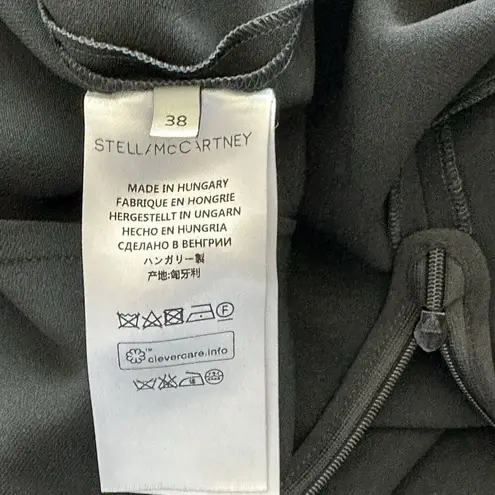 38
STELLA McCARTNEY
MADE IN HUNGARY
FABRIQUE EN HONGRIE
HERGESTELLT IN UNGARN
HECHO EN HUNGRIA
СДЕЛАНО В ВЕНГРИИ
ハンガリー製
产地:匈牙利
F
™ clevercare.info